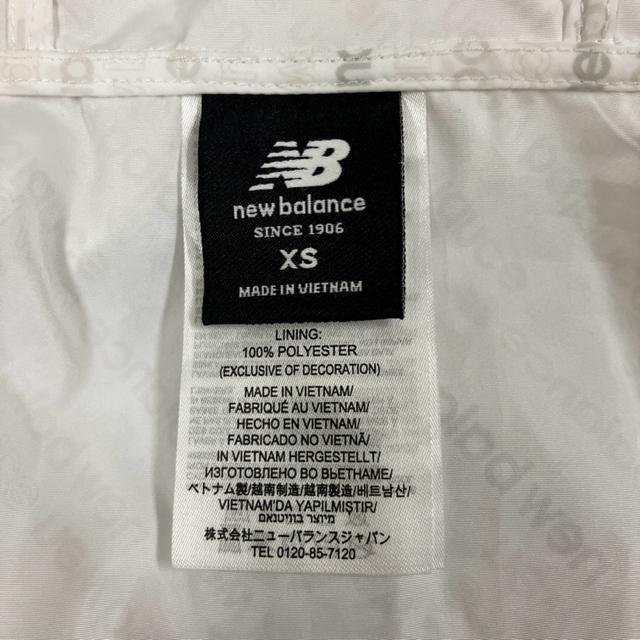 NB
new balance
SINCE 1906
XS
MADE IN VIETNAM
LINING:
100% POLYESTER
(EXCLUSIVE OF DECORATION)
MADE IN VIETNAM/
FABRIQUÉ AU VIETNAM/
HECHO EN VIETNAM/
FABRICADO NO VIETNÃ/
IN VIETNAM HERGESTELLT/
ИЗГОТОВЛЕНО ВО ВЬЕТНАМЕ/
ベトナム製/越南制造/越南製造/베트남산/
VIETNAM'DA YAPILMIŞTIR/
מיוצר בווייטנאם
株式会社ニューバランスジャパン
TEL 0120-85-7120